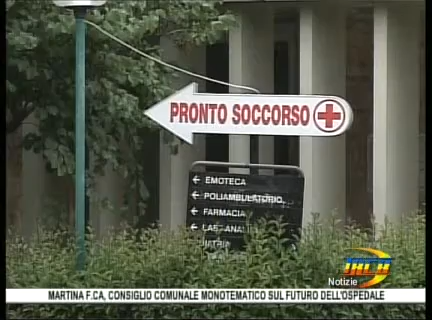 PRONTO SOCCORSO
← EMOTECA
← POLIAMBULATORIO
← FARMACIA
Notizie
MARTINA F.CA, CONSIGLIO COMUNALE MONOTEMATICO SUL FUTURO DELL'OSPEDALE